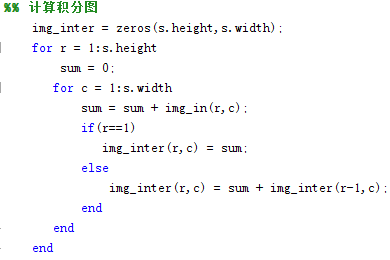 %% 计算积分图
img_inter = zeros(s.height,s.width);
for r = 1:s.height
sum = 0;
for c = 1:s.width
sum = sum + img_in(r,c);
if(r==1)
img_inter(r,c) = sum;
else
img_inter(r,c) = sum + img_inter(r-1,c);
end
end
end